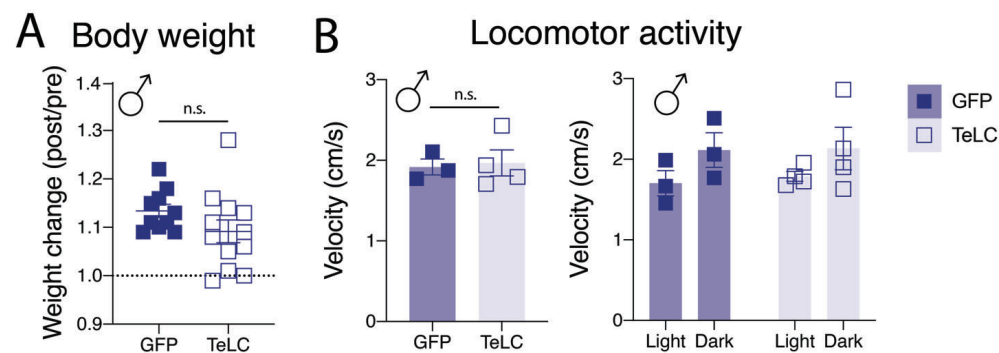 A Body weight
Weight change (post/pre)
1.4
1.3
1.2
1.1
1.0
0.9
n.s.
GFP TeLC
B Locomotor activity
Velocity (cm/s)
3
2
1
0
n.s.
GFP TeLC
Velocity (cm/s)
3
2
1
0
Light Dark Light Dark
GFP
TeLC